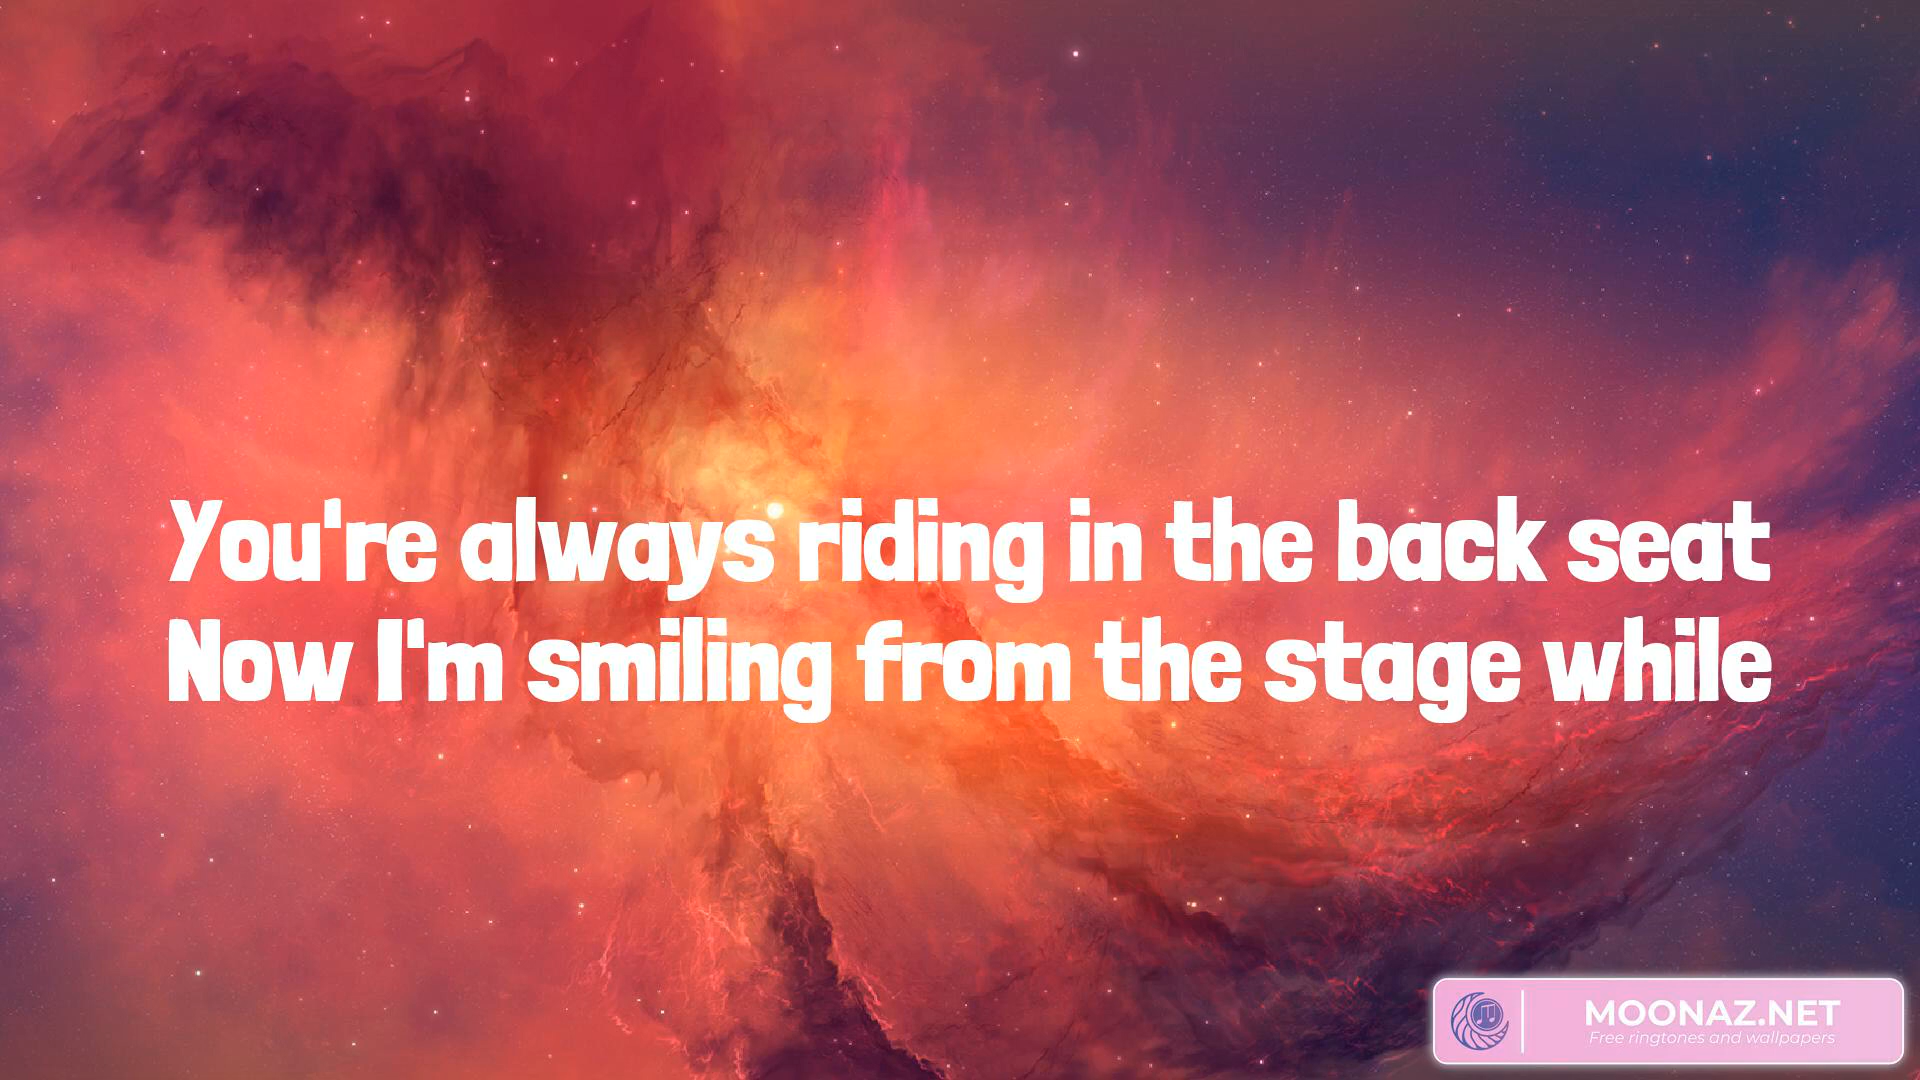 You're always riding in the back seat
Now I'm smiling from the stage while
MOONAZ.NET
Free ringtones and wallpapers